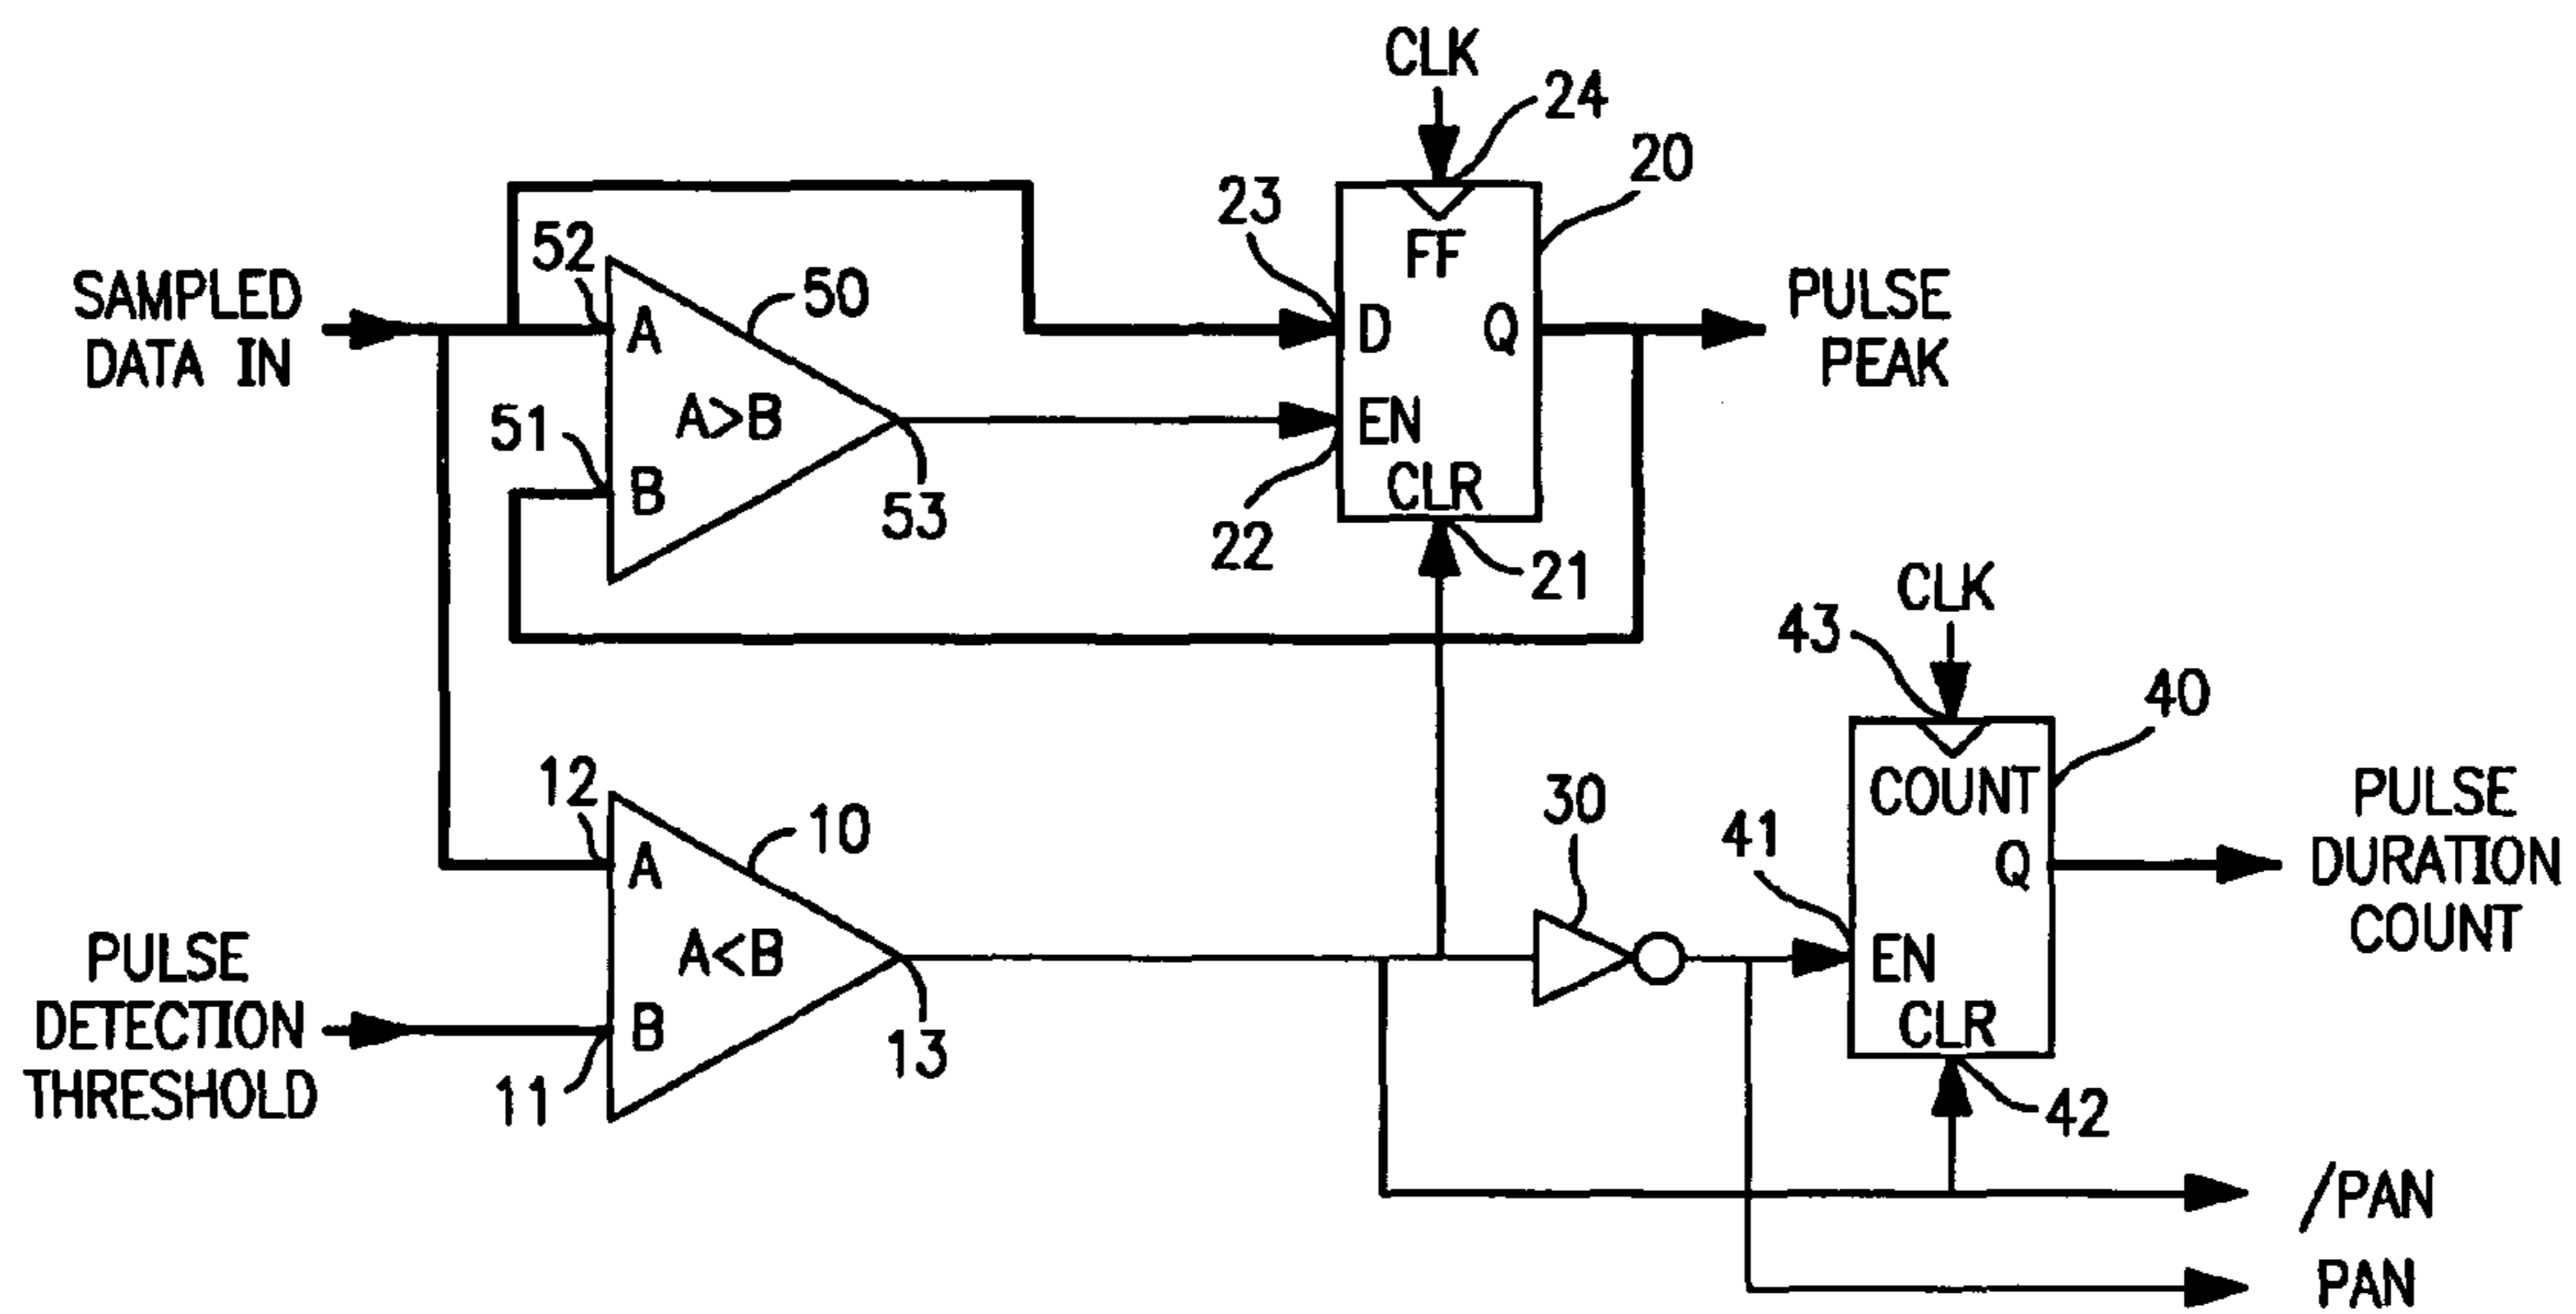 CLK
24
20
23
FF
52
50
SAMPLED
DATA IN
A
D
Q
PULSE
PEAK
A>B
EN
51
B
CLR
53
22
21
CLK
43
40
12
10
30
COUNT
41
PULSE
DURATION
COUNT
A
Q
A<B
EN
PULSE
DETECTION
THRESHOLD
B
CLR
13
11
42
/PAN
PAN